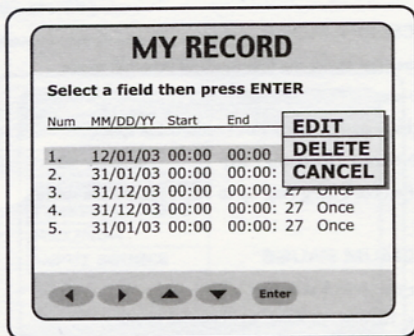 MY RECORD
Select a field then press ENTER
Num MM/DD/YY Start End
EDIT
DELETE
CANCEL
1. 12/01/03 00:00 00:00
2. 31/01/03 00:00 00:00:
3. 31/12/03 00:00 00:00: 27 Once
4. 31/12/03 00:00 00:00: 27 Once
5. 31/01/03 00:00 00:00: 27 Once
Enter